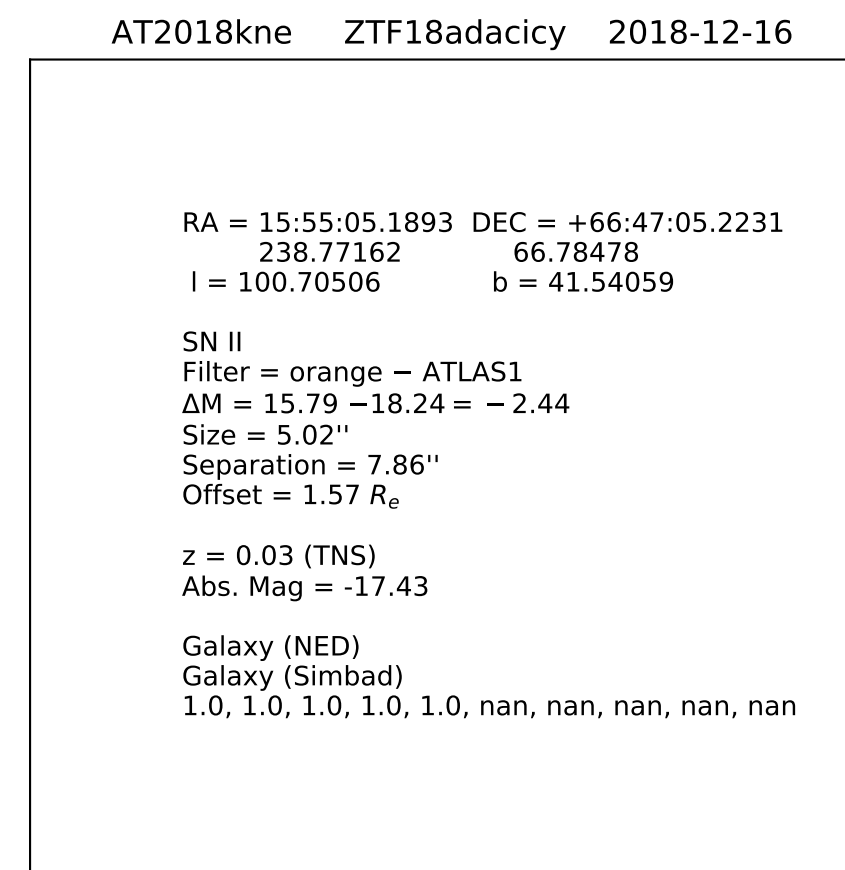 AT2018kne ZTF18adacicy 2018-12-16
RA = 15:55:05.1893 DEC = +66:47:05.2231
238.77162 66.78478
l = 100.70506 b = 41.54059
SN II
Filter = orange − ATLAS1
ΔM = 15.79 −18.24 = − 2.44
Size = 5.02''
Separation = 7.86''
Offset = 1.57 Re
z = 0.03 (TNS)
Abs. Mag = -17.43
Galaxy (NED)
Galaxy (Simbad)
1.0, 1.0, 1.0, 1.0, 1.0, nan, nan, nan, nan, nan